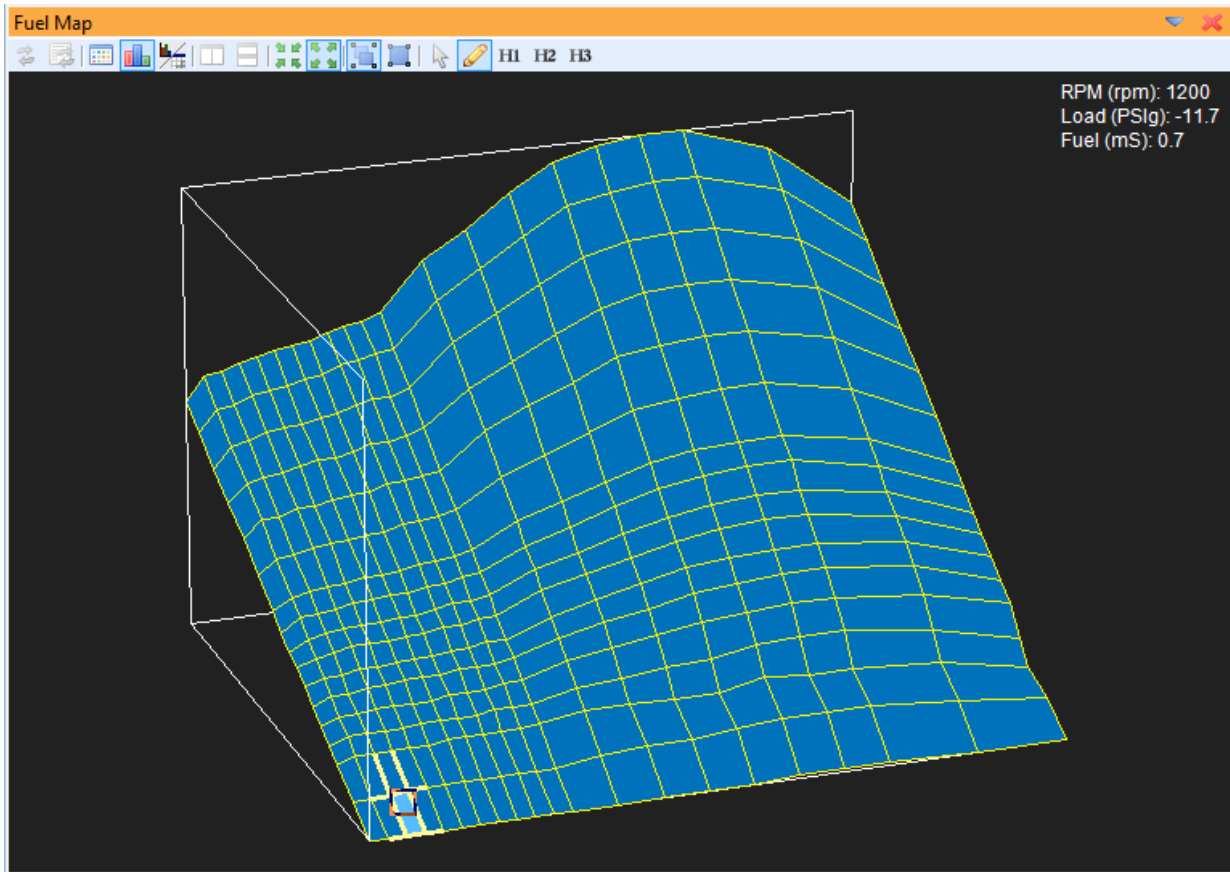 Fuel Map
H1 H2 H3
RPM (rpm): 1200
Load (PSIg): -11.7
Fuel (mS): 0.7